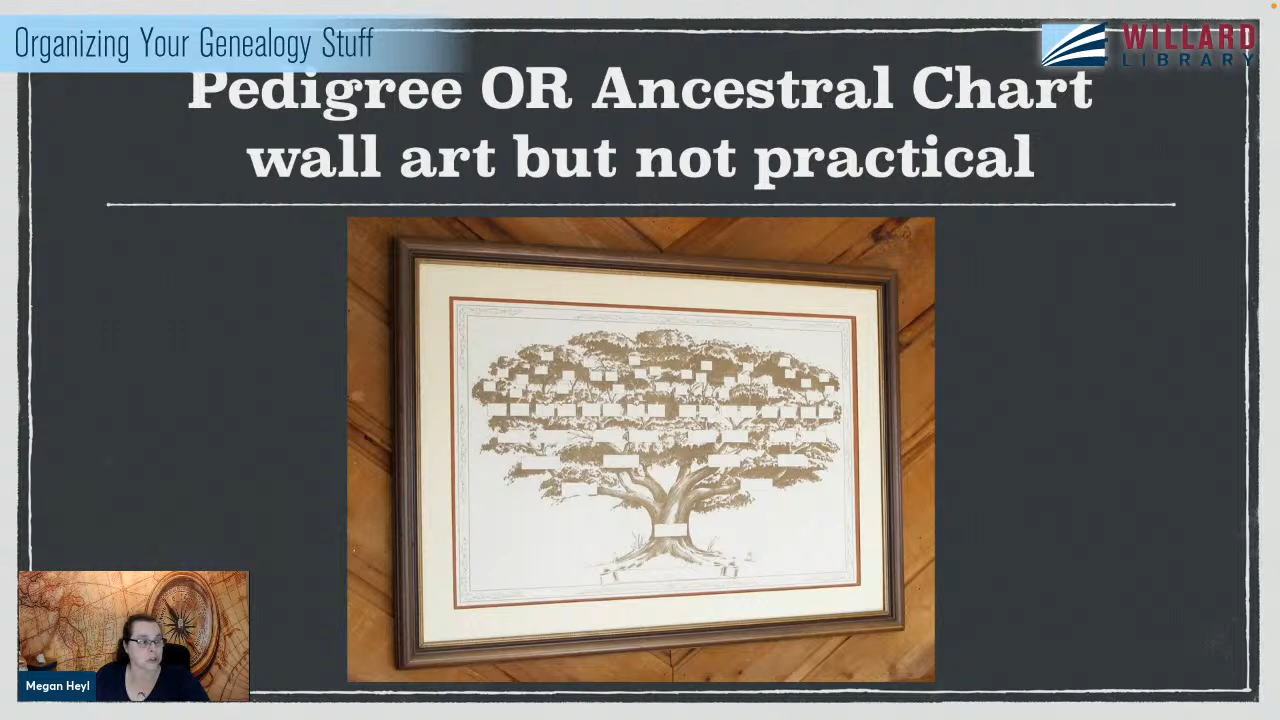 Organizing Your Genealogy Stuff
WILLARD
LIBRARY
Pedigree OR Ancestral Chart
wall art but not practical
Megan Heyl